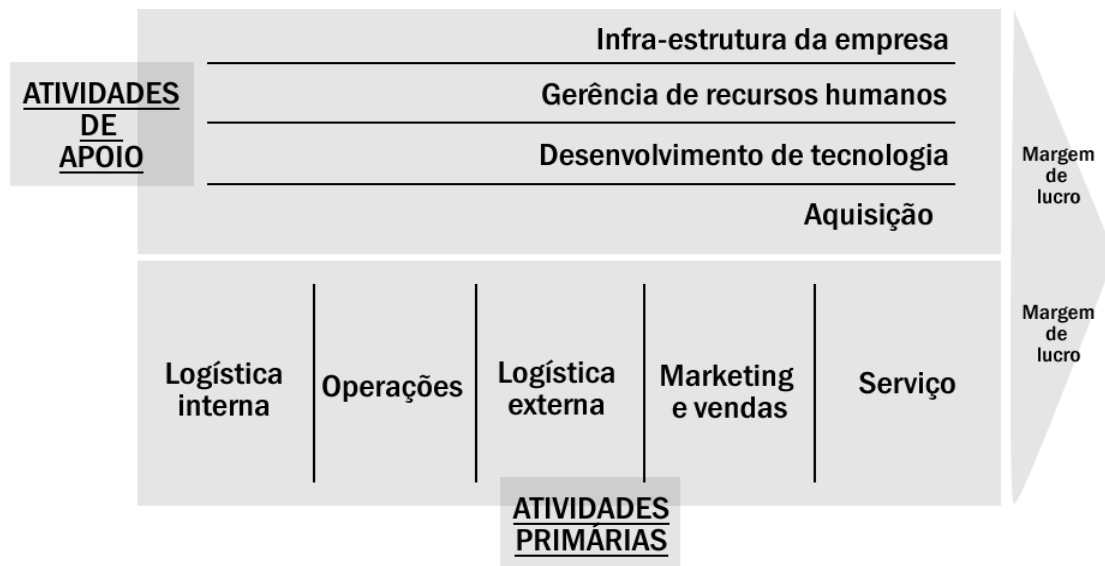 Infra-estrutura da empresa
ATIVIDADES
DE
APOIO
Gerência de recursos humanos
Desenvolvimento de tecnologia
Aquisição
Margem
de
lucro
Logística
interna
Operações
Logística
externa
Marketing
e vendas
Serviço
Margem
de
lucro
ATIVIDADES
PRIMÁRIAS